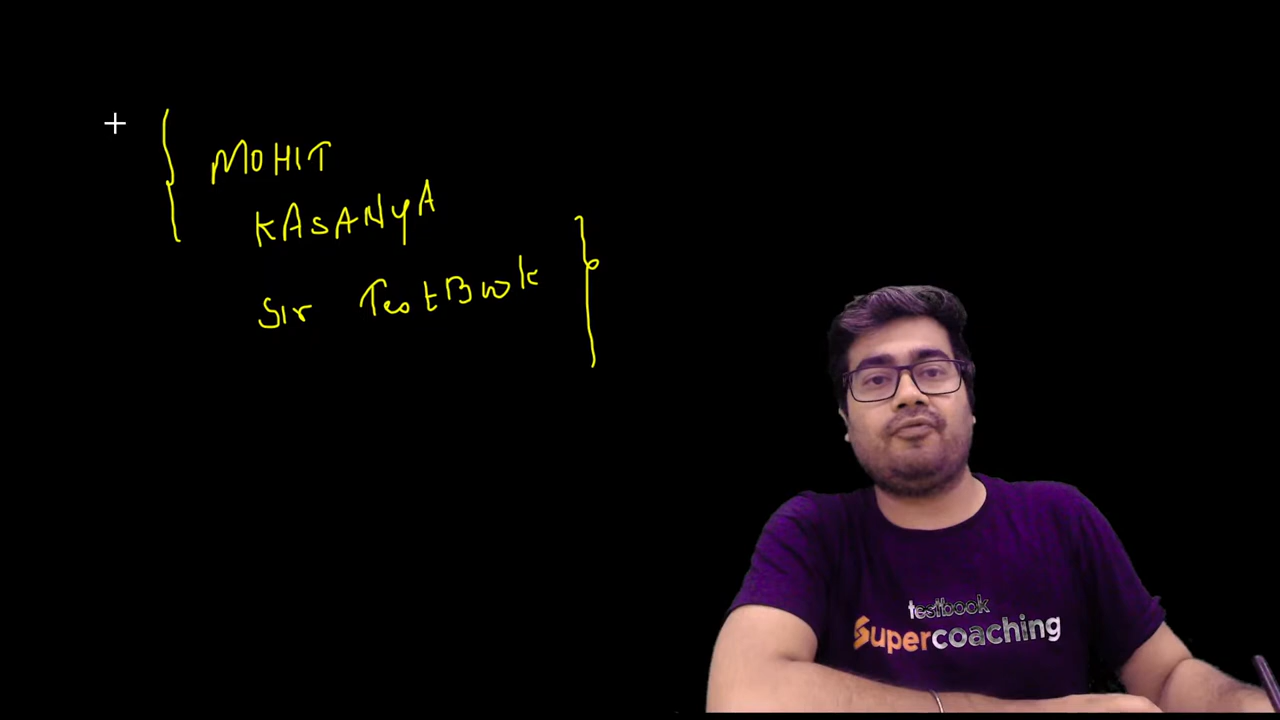 MOHIT
KASANYA
Sir TestBook
testbook
Supercoaching